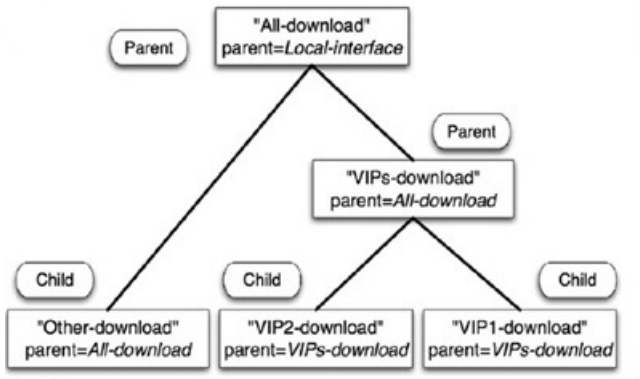 Parent
"All-download"
parent=Local-interface
Parent
"VIPs-download"
parent=All-download
Child
Child
Child
"Other-download"
parent=All-download
"VIP2-download"
parent=VIPs-download
"VIP1-download"
parent=VIPs-download